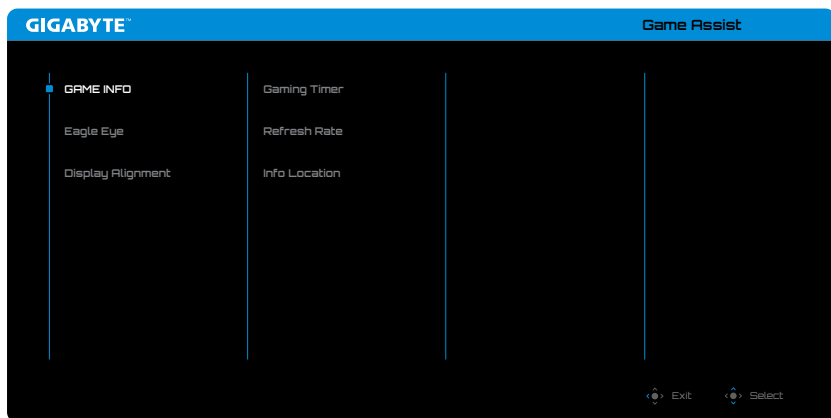 GIGABYTE™ Game Assist
GAME INFO Gaming Timer
Eagle Eye Refresh Rate
Display Alignment Info Location
Exit Select